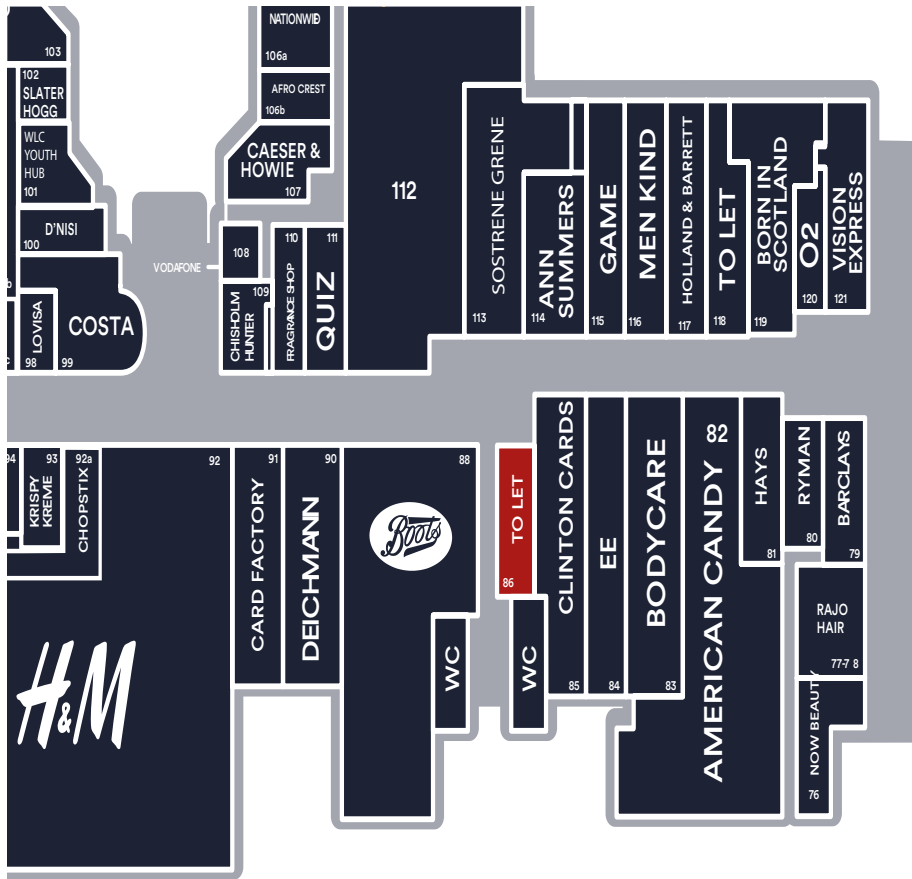 103
102
SLATER
HOGG
WLC
YOUTH
HUB
101
D'NISI
100
LOVISA
98
COSTA
99
NATIONWID
106a
AFRO CREST
106b
CAESER &
HOWIE
107
VODAFONE
108
109
CHISHOLM
HUNTER
110
FRAGRANCE SHOP
111
QUIZ
112
SOSTRENE GRENE
113
ANN
SUMMERS
114
GAME
115
MEN KIND
116
HOLLAND & BARRETT
117
TO LET
118
BORN IN
SCOTLAND
119
O2
120
VISION
EXPRESS
121
94
93
KRISPY
KREME
92a
CHOPSTIX
92
H&M
91
CARD FACTORY
90
DEICHMANN
88
Boots
WC
TO LET
86
WC
CLINTON CARDS
85
EE
84
BODYCARE
83
82
AMERICAN CANDY
HAYS
81
RYMAN
80
BARCLAYS
79
RAJO
HAIR
77-7 8
NOW BEAUTY
76